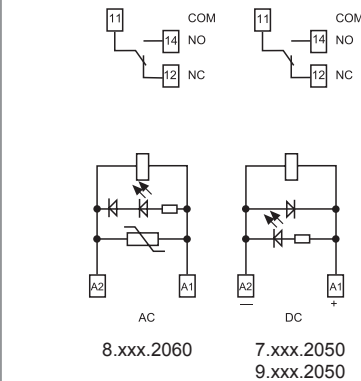 11 COM 11 COM
14 NO 14 NO
12 NC 12 NC
A2 A1 A2 A1
— +
AC DC
8.xxx.2060 7.xxx.2050
9.xxx.2050